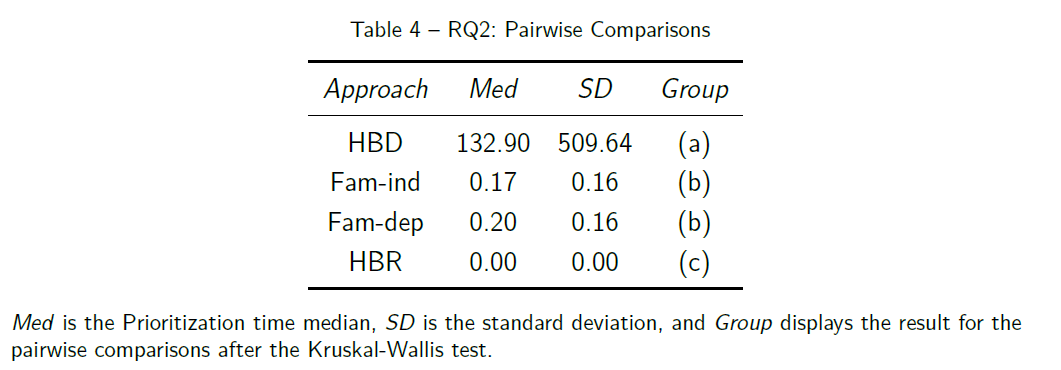 Table 4 – RQ2: Pairwise Comparisons
Approach Med SD Group
HBD 132.90 509.64 (a)
Fam-ind 0.17 0.16 (b)
Fam-dep 0.20 0.16 (b)
HBR 0.00 0.00 (c)
Med is the Prioritization time median, SD is the standard deviation, and Group displays the result for the
pairwise comparisons after the Kruskal-Wallis test.